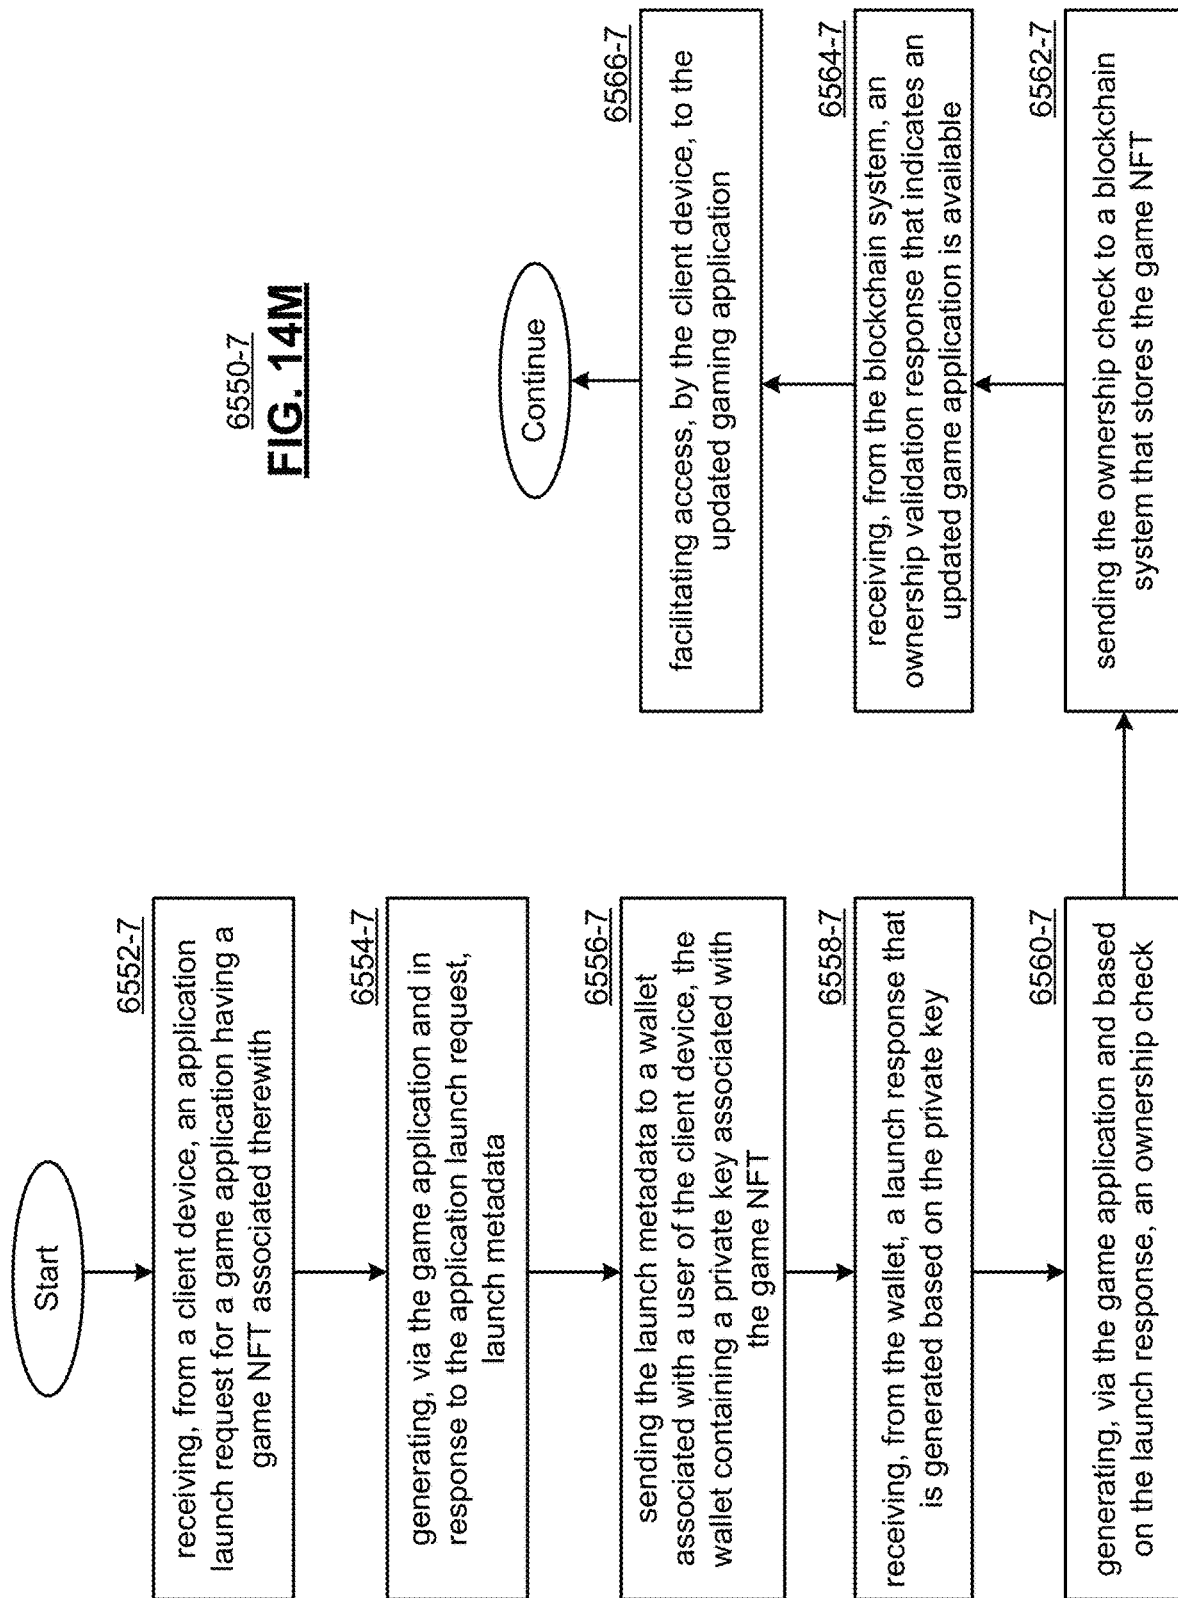 Start
6552-7
receiving, from a client device, an application
launch request for a game application having a
game NFT associated therewith
6554-7
generating, via the game application and in
response to the application launch request,
launch metadata
6556-7
sending the launch metadata to a wallet
associated with a user of the client device, the
wallet containing a private key associated with
the game NFT
6558-7
receiving, from the wallet, a launch response that
is generated based on the private key
6560-7
generating, via the game application and based
on the launch response, an ownership check
6562-7
sending the ownership check to a blockchain
system that stores the game NFT
6564-7
receiving, from the blockchain system, an
ownership validation response that indicates an
updated game application is available
6566-7
facilitating access, by the client device, to the
updated gaming application
Continue
6550-7
FIG. 14M